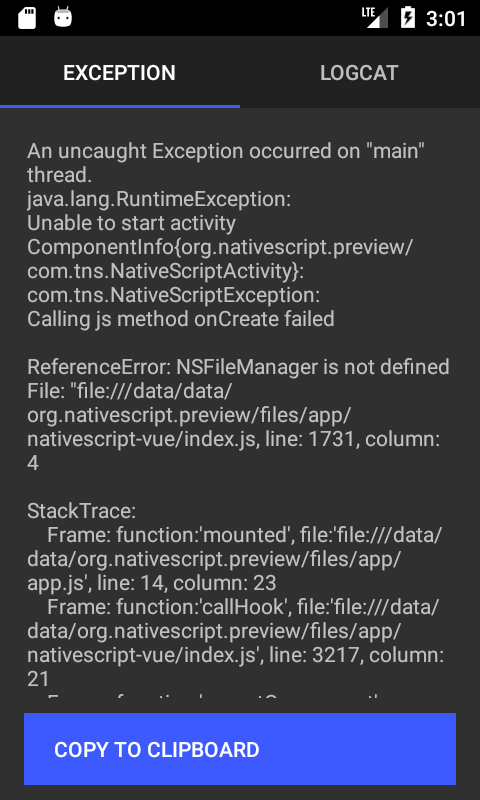 LTE 3:01
EXCEPTION LOGCAT
An uncaught Exception occurred on "main"
thread.
java.lang.RuntimeException:
Unable to start activity
ComponentInfo{org.nativescript.preview/
com.tns.NativeScriptActivity}:
com.tns.NativeScriptException:
Calling js method onCreate failed
ReferenceError: NSFileManager is not defined
File: "file:///data/data/
org.nativescript.preview/files/app/
nativescript-vue/index.js, line: 1731, column:
4
StackTrace:
Frame: function:'mounted', file:'file:///data/
data/org.nativescript.preview/files/app/
app.js', line: 14, column: 23
Frame: function:'callHook', file:'file:///data/
data/org.nativescript.preview/files/app/
nativescript-vue/index.js', line: 3217, column:
21
COPY TO CLIPBOARD